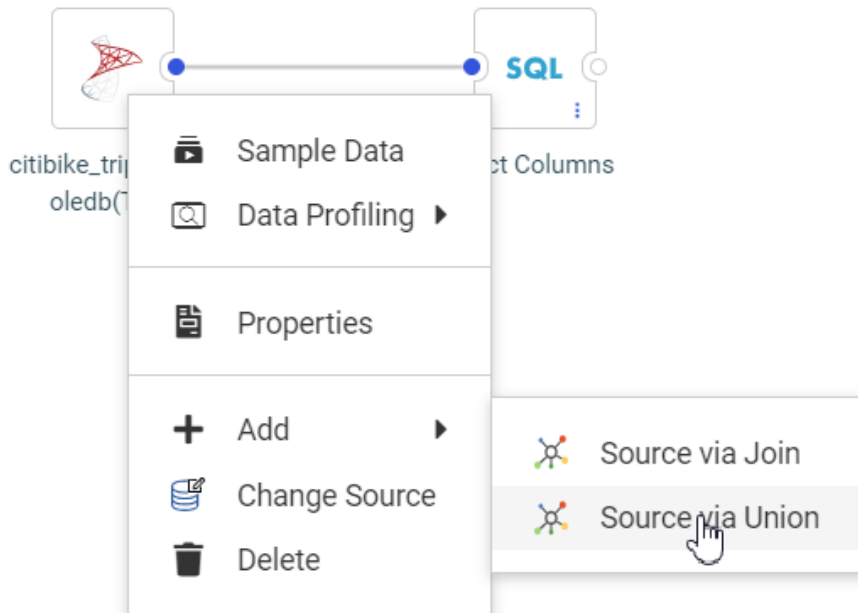 SQL
citibike_tri
ct Columns
oledb(
Sample Data
Data Profiling
Properties
Add
Change Source
Delete
Source via Join
Source via Union